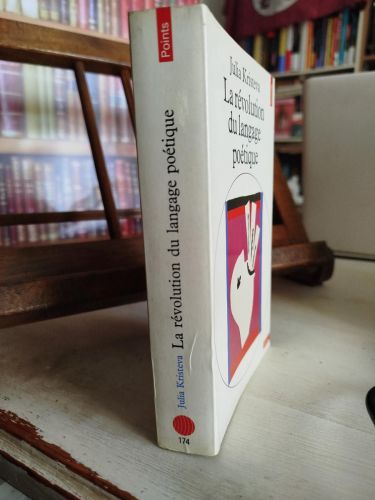 Points
Julia Kristeva La révolution du langage poétique
174
Julia Kristeva
La révolution
du langage
poétique